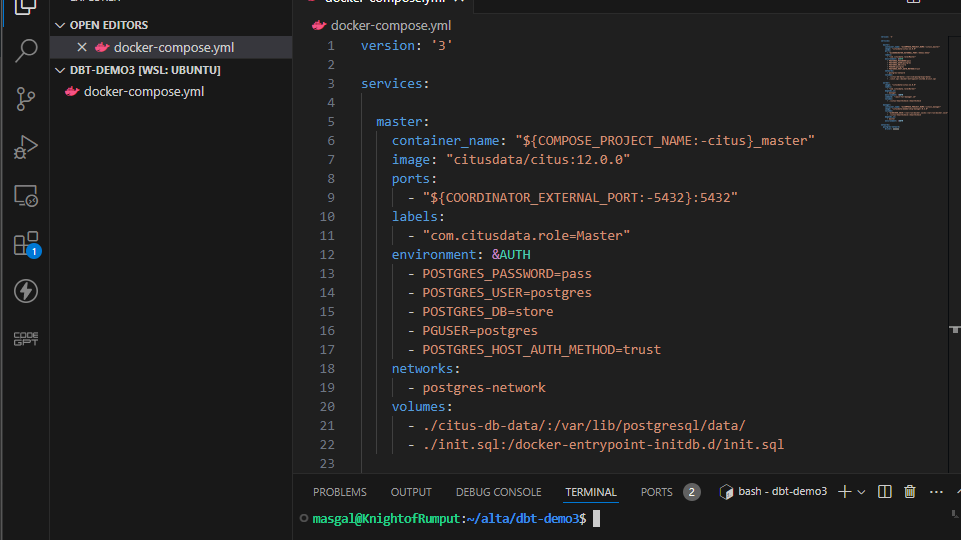 OPEN EDITORS
docker-compose.yml
DBT-DEMO3 [WSL: UBUNTU]
docker-compose.yml
1
CODE
GPT
docker-compose.yml
1 version: '3'
2
3 services:
4
5 master:
6 container_name: "${COMPOSE_PROJECT_NAME:-citus}_master"
7 image: "citusdata/citus:12.0.0"
8 ports:
9 - "${COORDINATOR_EXTERNAL_PORT:-5432}:5432"
10 labels:
11 - "com.citusdata.role=Master"
12 environment: &AUTH
13 - POSTGRES_PASSWORD=pass
14 - POSTGRES_USER=postgres
15 - POSTGRES_DB=store
16 - PGUSER=postgres
17 - POSTGRES_HOST_AUTH_METHOD=trust
18 networks:
19 - postgres-network
20 volumes:
21 - ./citus-db-data/:/var/lib/postgresql/data/
22 - ./init.sql:/docker-entrypoint-initdb.d/init.sql
23
PROBLEMS OUTPUT DEBUG CONSOLE TERMINAL PORTS 2 bash - dbt-demo3
masgal@KnightofRumput:~/alta/dbt-demo3$